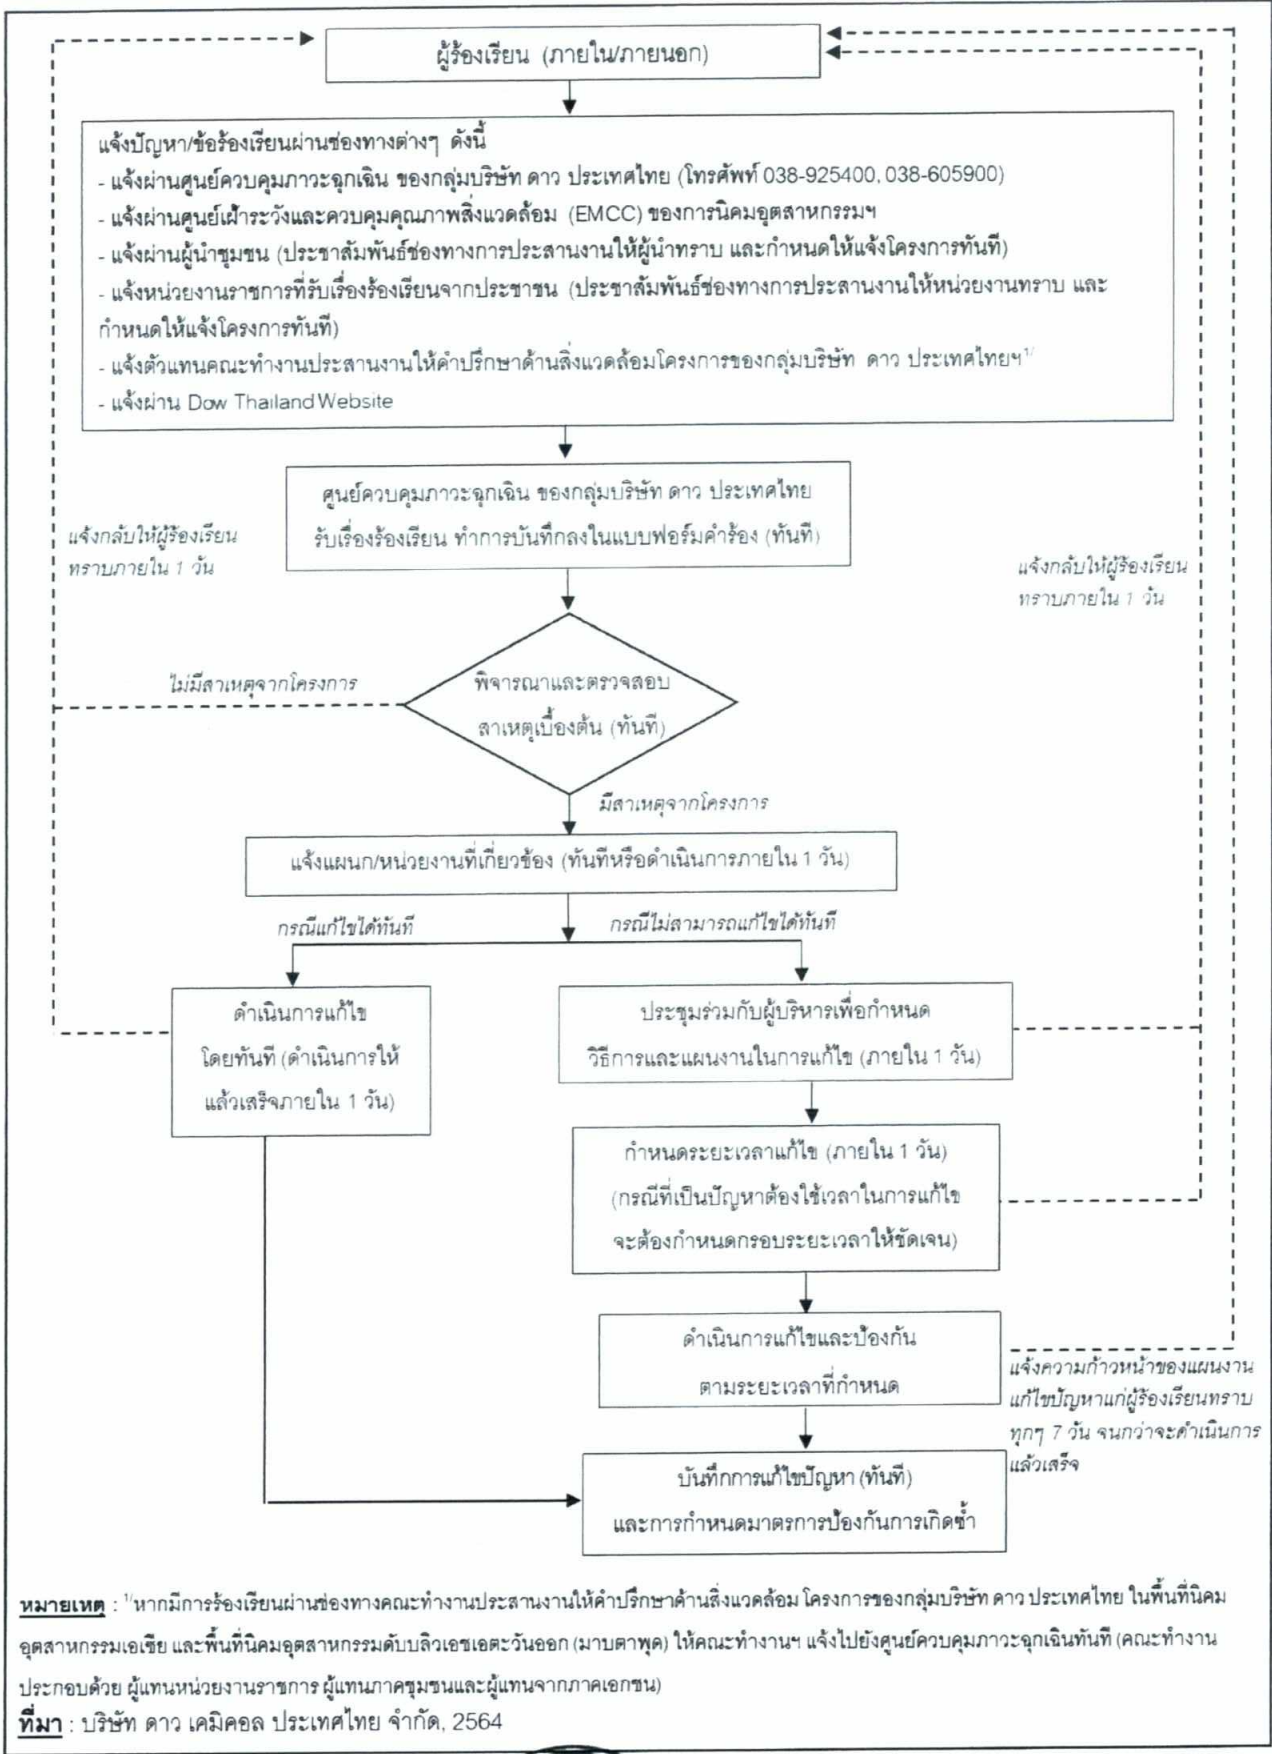 ผู้ร้องเรียน (ภายใน/ภายนอก)
แจ้งปัญหา/ข้อร้องเรียนผ่านช่องทางต่างๆ ดังนี้
- แจ้งผ่านศูนย์ควบคุมภาวะฉุกเฉิน ของกลุ่มบริษัท ดาว ประเทศไทย (โทรศัพท์ 038-925400, 038-605900)
- แจ้งผ่านศูนย์เฝ้าระวังและควบคุมคุณภาพสิ่งแวดล้อม (EMCC) ของการนิคมอุตสาหกรรมฯ
- แจ้งผ่านผู้นำชุมชน (ประชาสัมพันธ์ช่องทางการประสานงานให้ผู้นำทราบ และกำหนดให้แจ้งโครงการทันที)
- แจ้งหน่วยงานราชการที่รับเรื่องร้องเรียนจากประชาชน (ประชาสัมพันธ์ช่องทางการประสานงานให้หน่วยงานทราบ และ
กำหนดให้แจ้งโครงการทันที)
- แจ้งตัวแทนคณะทำงานประสานงานให้คำปรึกษาด้านสิ่งแวดล้อมโครงการของกลุ่มบริษัท ดาว ประเทศไทยฯ1/
- แจ้งผ่าน Dow Thailand Website
ศูนย์ควบคุมภาวะฉุกเฉิน ของกลุ่มบริษัท ดาว ประเทศไทย
รับเรื่องร้องเรียน ทำการบันทึกลงในแบบฟอร์มคำร้อง (ทันที)
แจ้งกลับให้ผู้ร้องเรียน
ทราบภายใน 1 วัน
แจ้งกลับให้ผู้ร้องเรียน
ทราบภายใน 1 วัน
ไม่มีสาเหตุจากโครงการ
พิจารณาและตรวจสอบ
สาเหตุเบื้องต้น (ทันที)
มีสาเหตุจากโครงการ
แจ้งแผนก/หน่วยงานที่เกี่ยวข้อง (ทันทีหรือดำเนินการภายใน 1 วัน)
กรณีแก้ไขได้ทันที
กรณีไม่สามารถแก้ไขได้ทันที
ดำเนินการแก้ไข
โดยทันที (ดำเนินการให้
แล้วเสร็จภายใน 1 วัน)
ประชุมร่วมกับผู้บริหารเพื่อกำหนด
วิธีการและแผนงานในการแก้ไข (ภายใน 1 วัน)
กำหนดระยะเวลาแก้ไข (ภายใน 1 วัน)
(กรณีที่เป็นปัญหาต้องใช้เวลาในการแก้ไข
จะต้องกำหนดกรอบระยะเวลาให้ชัดเจน)
ดำเนินการแก้ไขและป้องกัน
ตามระยะเวลาที่กำหนด
แจ้งความก้าวหน้าของแผนงาน
แก้ไขปัญหาแก่ผู้ร้องเรียนทราบ
ทุกๆ 7 วัน จนกว่าจะดำเนินการ
แล้วเสร็จ
บันทึกการแก้ไขปัญหา (ทันที)
และการกำหนดมาตรการป้องกันการเกิดซ้ำ
หมายเหตุ : 1/หากมีการร้องเรียนผ่านช่องทางคณะทำงานประสานงานให้คำปรึกษาด้านสิ่งแวดล้อม โครงการของกลุ่มบริษัท ดาว ประเทศไทย ในพื้นที่นิคม
อุตสาหกรรมเอเชีย และพื้นที่นิคมอุตสาหกรรมดับบลิวเอชเอตะวันออก (มาบตาพุด) ให้คณะทำงานฯ แจ้งไปยังศูนย์ควบคุมภาวะฉุกเฉินทันที (คณะทำงาน
ประกอบด้วย ผู้แทนหน่วยงานราชการ ผู้แทนภาคชุมชนและผู้แทนจากภาคเอกชน)
ที่มา : บริษัท ดาว เคมิคอล ประเทศไทย จำกัด, 2564